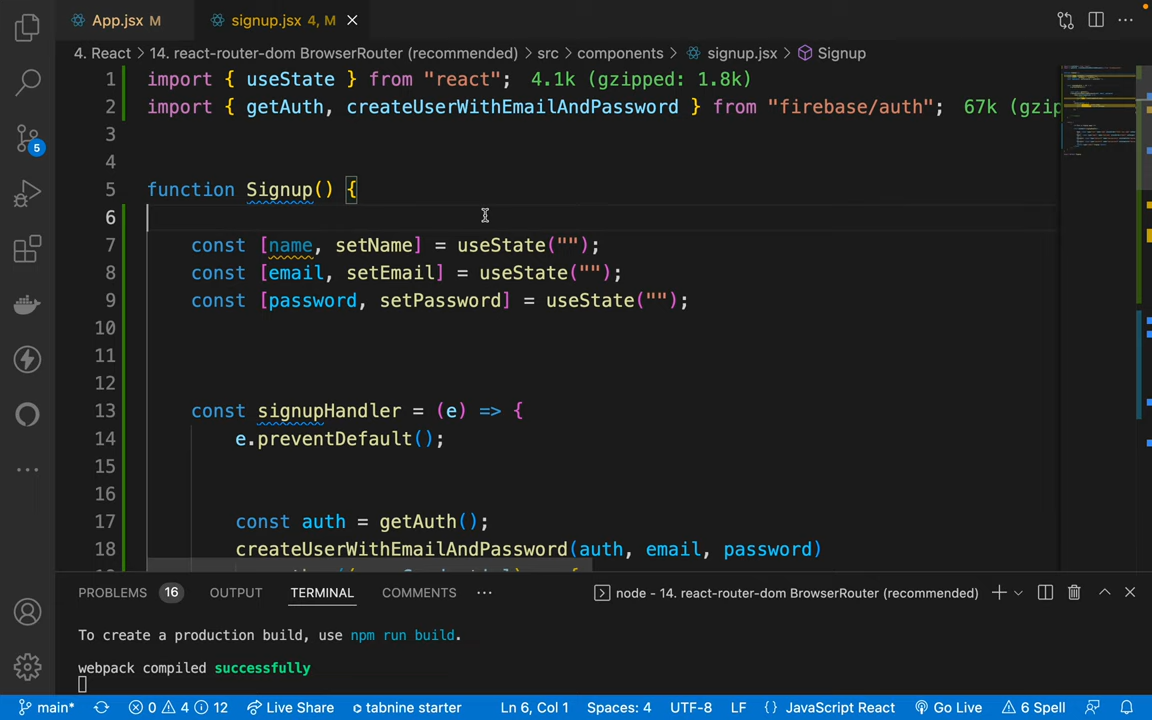 App.jsx M
signup.jsx 4, M
4. React > 14. react-router-dom BrowserRouter (recommended) > src > components > signup.jsx > Signup
1 import { useState } from "react"; 4.1k (gzipped: 1.8k)
2 import { getAuth, createUserWithEmailAndPassword } from "firebase/auth"; 67k (gzip
3
4
5 function Signup() {
6
7 const [name, setName] = useState("");
8 const [email, setEmail] = useState("");
9 const [password, setPassword] = useState("");
10
11
12
13 const signupHandler = (e) => {
14 e.preventDefault();
15
16
17 const auth = getAuth();
18 createUserWithEmailAndPassword(auth, email, password)
5
PROBLEMS 16 OUTPUT TERMINAL COMMENTS ... node - 14. react-router-dom BrowserRouter (recommended)
To create a production build, use npm run build.
webpack compiled successfully
main* 0 4 12 Live Share tabnine starter Ln 6, Col 1 Spaces: 4 UTF-8 LF {} JavaScript React Go Live 6 Spell